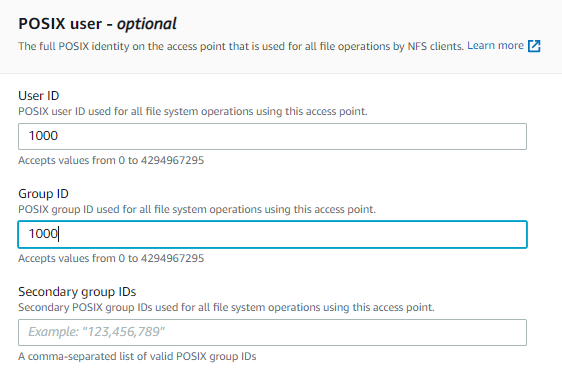 POSIX user - optional
The full POSIX identity on the access point that is used for all file operations by NFS clients. Learn more
User ID
POSIX user ID used for all file system operations using this access point.
1000
Accepts values from 0 to 4294967295
Group ID
POSIX group ID used for all file system operations using this access point.
1000
Accepts values from 0 to 4294967295
Secondary group IDs
Secondary POSIX group IDs used for all file system operations using this access point.
Example: "123,456,789"
A comma-separated list of valid POSIX group IDs